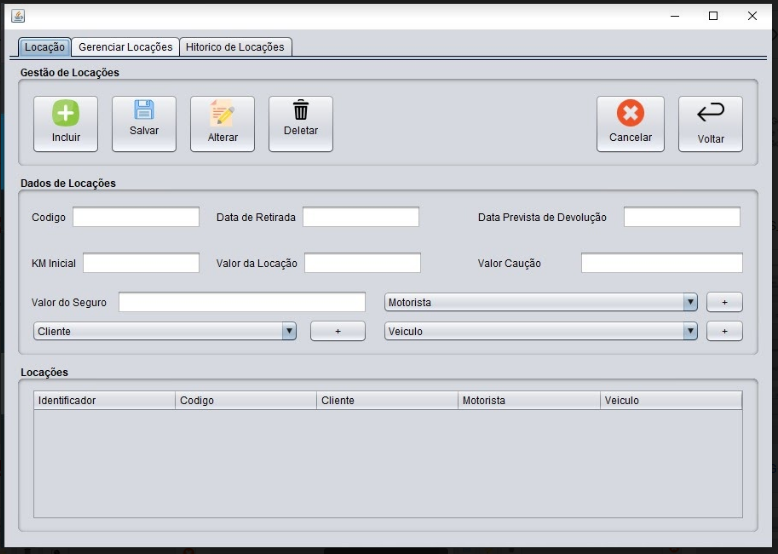 Locação Gerenciar Locações Hitorico de Locações
Gestão de Locações
Incluir Salvar Alterar Deletar Cancelar Voltar
Dados de Locações
Codigo Data de Retirada Data Prevista de Devolução
KM Inicial Valor da Locação Valor Caução
Valor do Seguro Motorista +
Cliente + Veiculo +
Locações
Identificador Codigo Cliente Motorista Veiculo